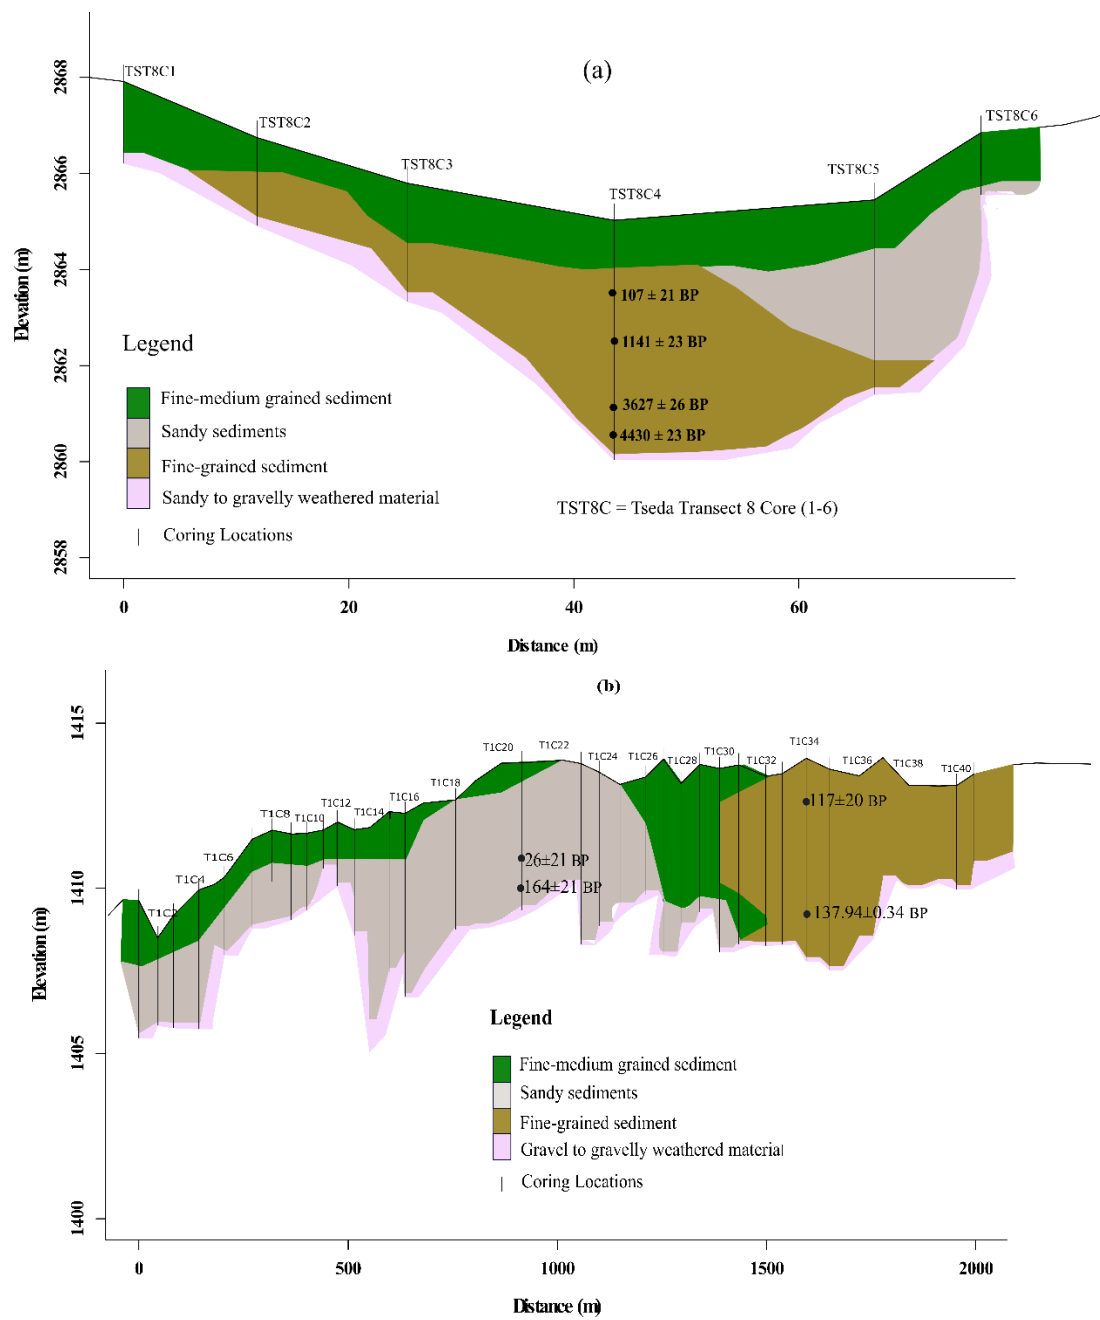 (a)
TST8C1
TST8C2
TST8C3
TST8C4
TST8C5
TST8C6
2868
2866
2864
2862
2860
2858
Elevation (m)
107 ± 21 BP
1141 ± 23 BP
3627 ± 26 BP
4430 ± 23 BP
Legend
Fine-medium grained sediment
Sandy sediments
Fine-grained sediment
Sandy to gravelly weathered material
Coring Locations
TST8C = Tseda Transect 8 Core (1-6)
0 20 40 60
Distance (m)
(b)
1415
1410
1405
1400
Elevation (m)
T1C2
T1C4
T1C6
T1C8
T1C10
T1C12
T1C14
T1C16
T1C18
T1C20
T1C22
T1C24
T1C26
T1C28
T1C30
T1C32
T1C34
T1C36
T1C38
T1C40
26±21 BP
164±21 BP
117±20 BP
137.94±0.34 BP
Legend
Fine-medium grained sediment
Sandy sediments
Fine-grained sediment
Gravel to gravelly weathered material
Coring Locations
0 500 1000 1500 2000
Distance (m)